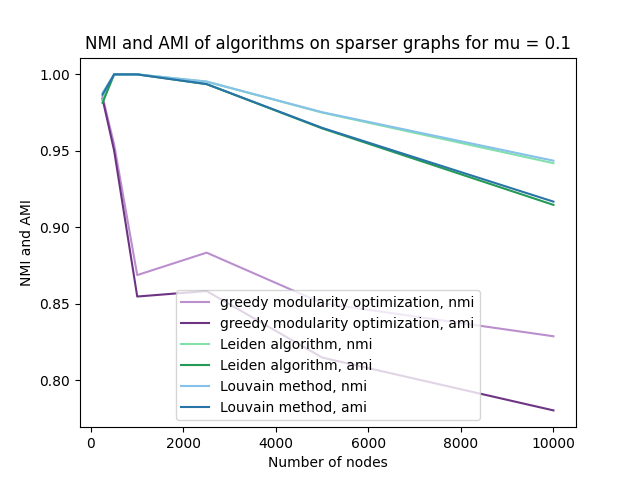 NMI and AMI of algorithms on sparser graphs for mu = 0.1
1.00
0.95
0.90
0.85
0.80
NMI and AMI
greedy modularity optimization, nmi
greedy modularity optimization, ami
Leiden algorithm, nmi
Leiden algorithm, ami
Louvain method, nmi
Louvain method, ami
0 2000 4000 6000 8000 10000
Number of nodes